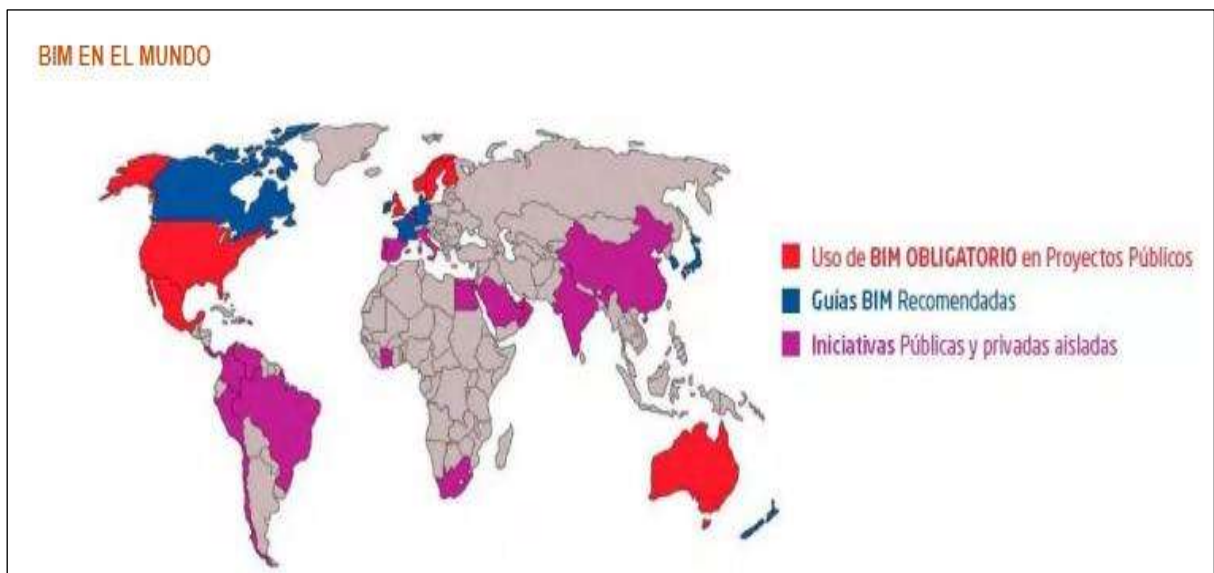 BIM EN EL MUNDO
Uso de BIM OBLIGATORIO en Proyectos Públicos
Guías BIM Recomendadas
Iniciativas Públicas y privadas aisladas